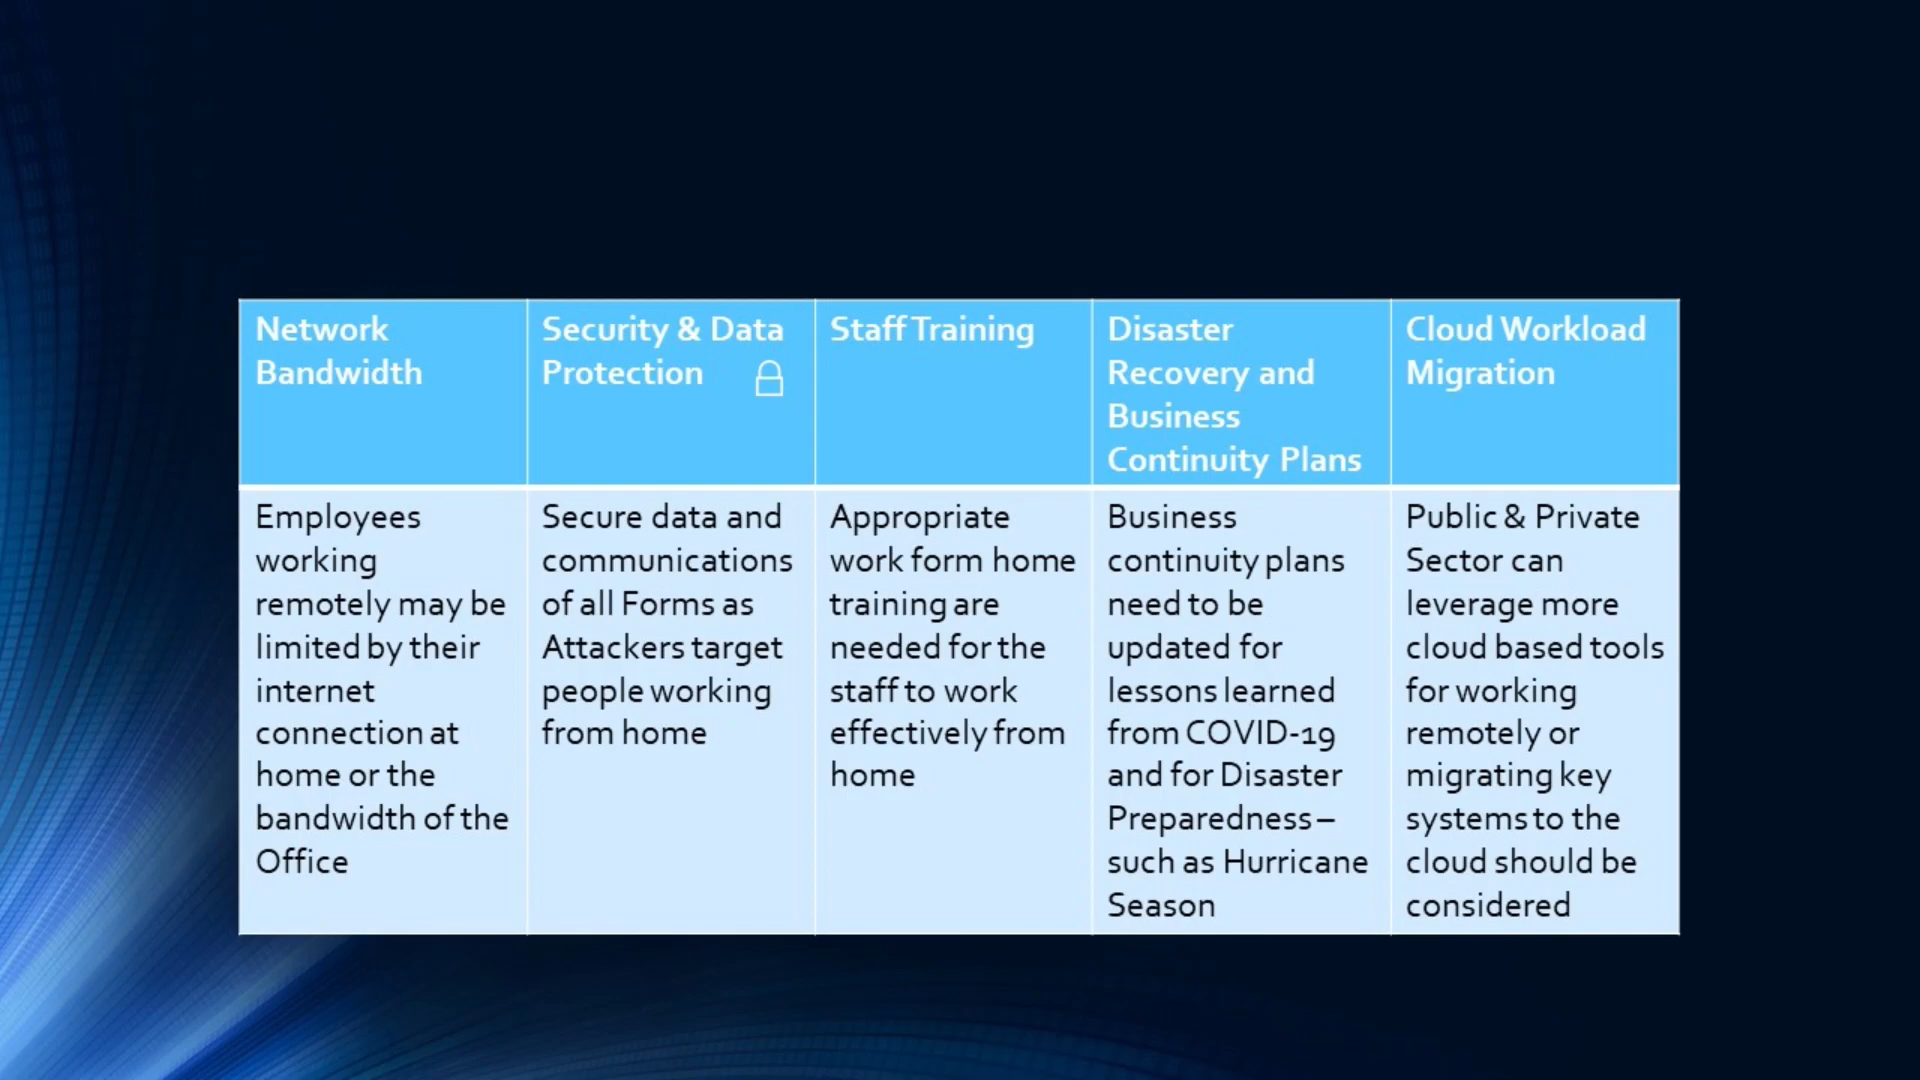 Network
Bandwidth
Security & Data
Protection
Staff Training
Disaster
Recovery and
Business
Continuity Plans
Cloud Workload
Migration
Employees
working
remotely may be
limited by their
internet
connection at
home or the
bandwidth of the
Office
Secure data and
communications
of all Forms as
Attackers target
people working
from home
Appropriate
work form home
training are
needed for the
staff to work
effectively from
home
Business
continuity plans
need to be
updated for
lessons learned
from COVID-19
and for Disaster
Preparedness –
such as Hurricane
Season
Public & Private
Sector can
leverage more
cloud based tools
for working
remotely or
migrating key
systems to the
cloud should be
considered